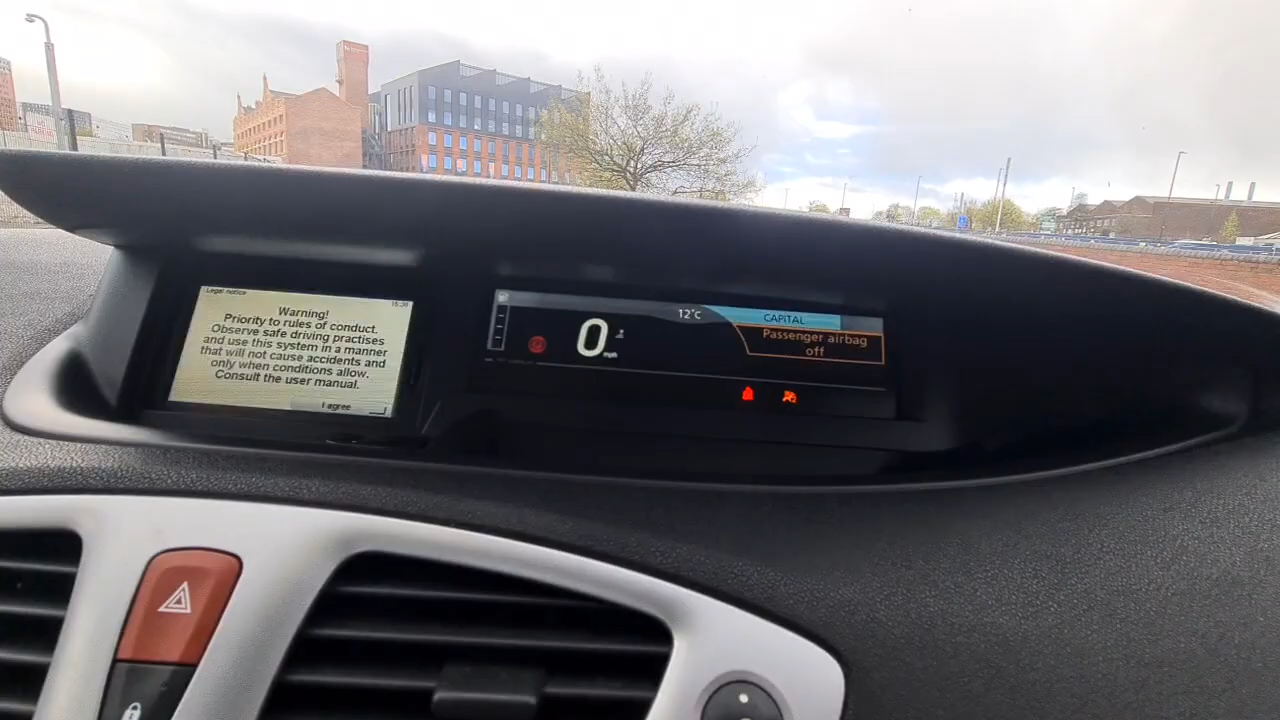 Legal notice
Warning!
Priority to rules of conduct.
Observe safe driving practises
and use this system in a manner
that will not cause accidents and
only when conditions allow.
Consult the user manual.
I agree
0
mph
12°c
CAPITAL
Passenger airbag
off